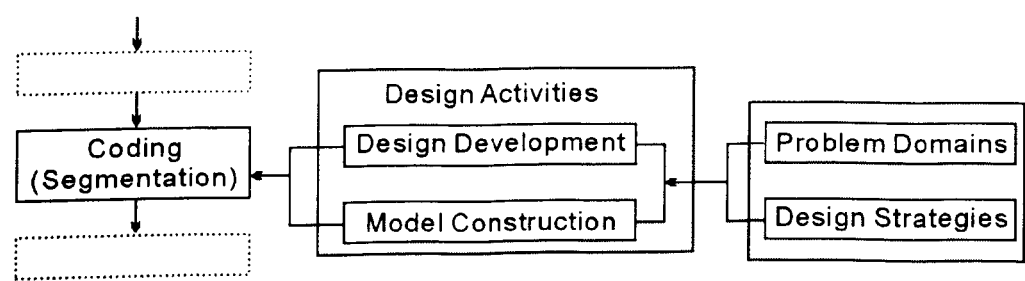 Design Activities
Coding
(Segmentation)
Design Development
Model Construction
Problem Domains
Design Strategies